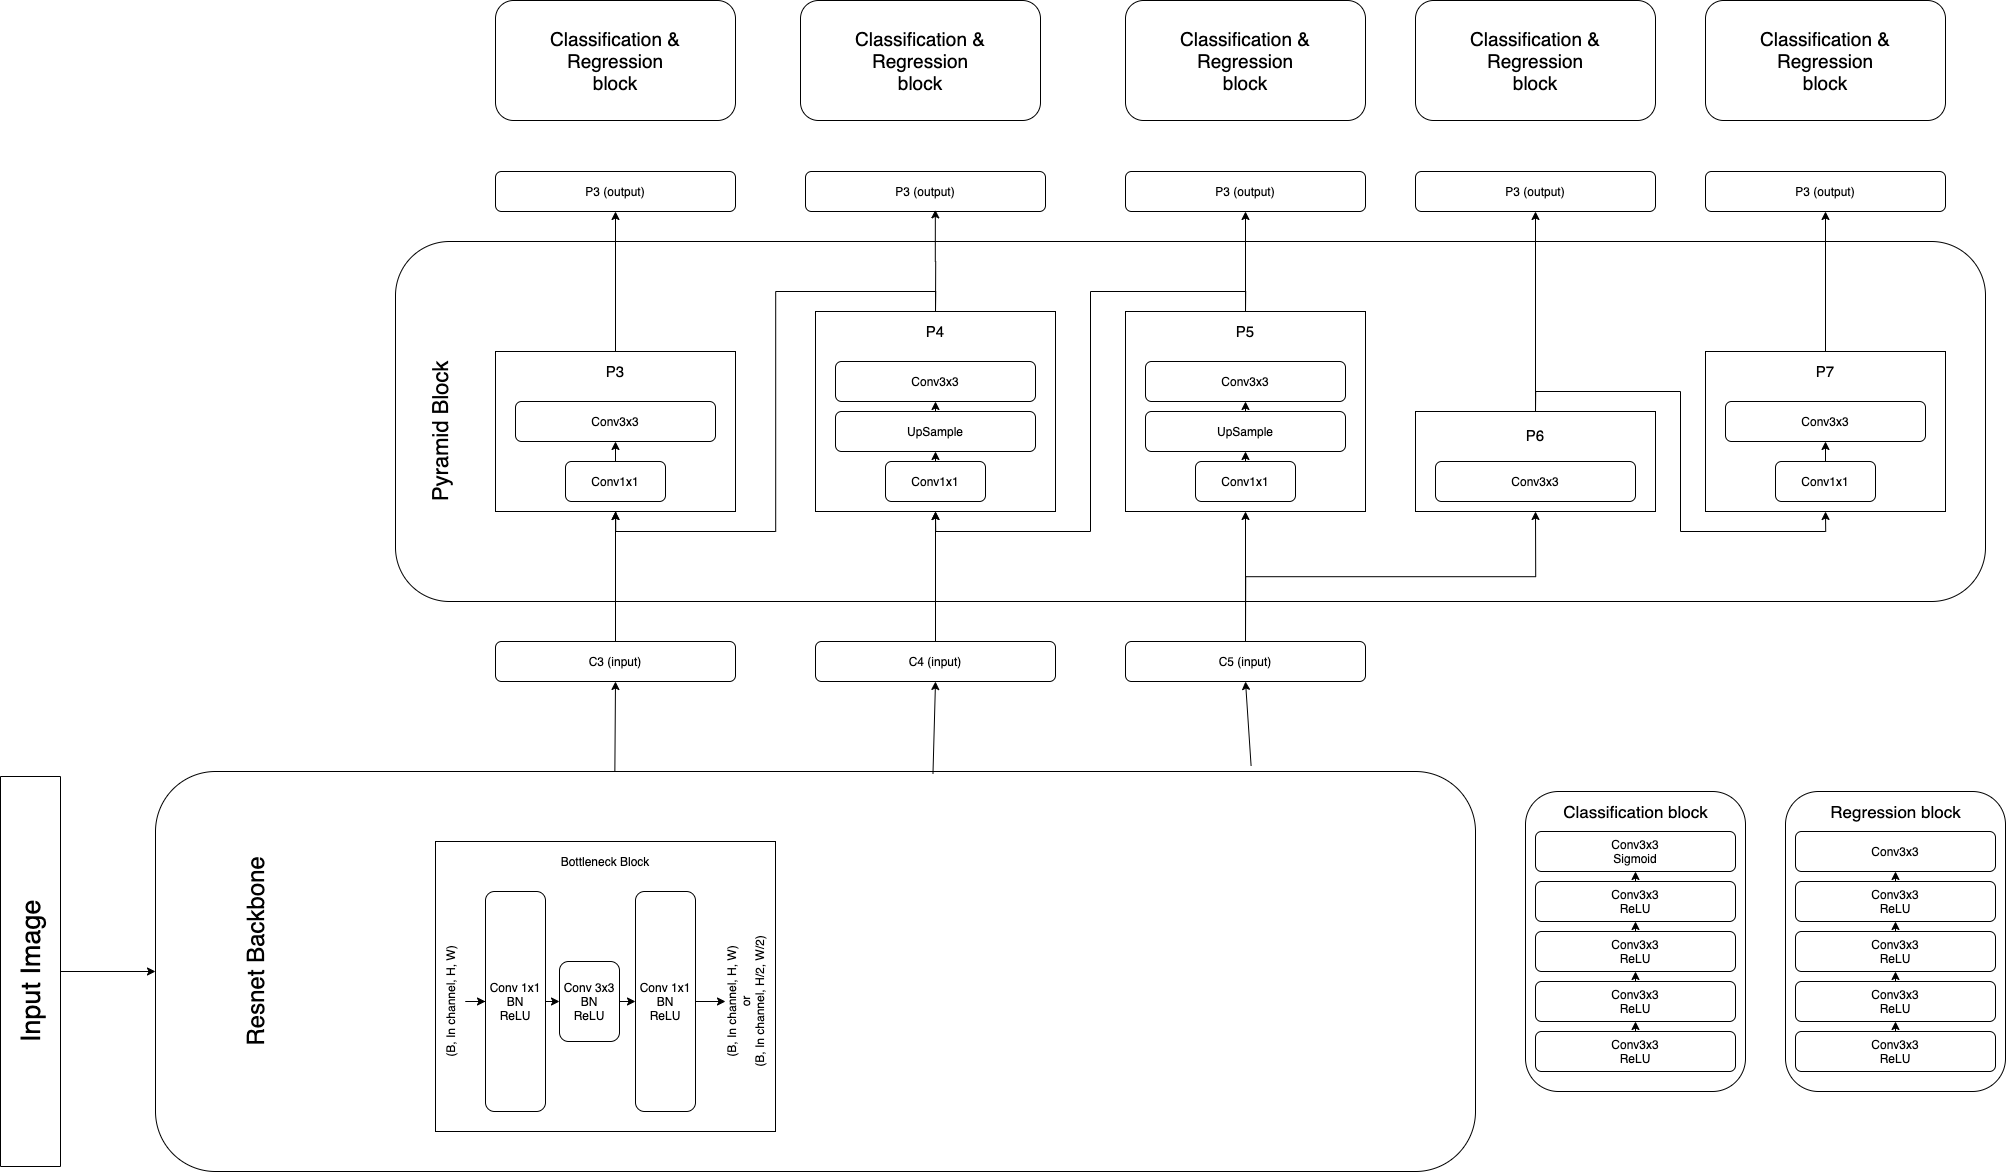 Classification &
Regression
block
Classification &
Regression
block
Classification &
Regression
block
Classification &
Regression
block
Classification &
Regression
block
P3 (output)
P3 (output)
P3 (output)
P3 (output)
P3 (output)
Pyramid Block
P3
Conv3x3
Conv1x1
P4
Conv3x3
UpSample
Conv1x1
P5
Conv3x3
UpSample
Conv1x1
P6
Conv3x3
P7
Conv3x3
Conv1x1
C3 (input)
C4 (input)
C5 (input)
Input Image
Resnet Backbone
Bottleneck Block
(B, In channel, H, W)
Conv 1x1
BN
ReLU
Conv 3x3
BN
ReLU
Conv 1x1
BN
ReLU
(B, In channel, H, W)
or
(B, In channel, H/2, W/2)
Classification block
Conv3x3
Sigmoid
Conv3x3
ReLU
Conv3x3
ReLU
Conv3x3
ReLU
Conv3x3
ReLU
Regression block
Conv3x3
Conv3x3
ReLU
Conv3x3
ReLU
Conv3x3
ReLU
Conv3x3
ReLU